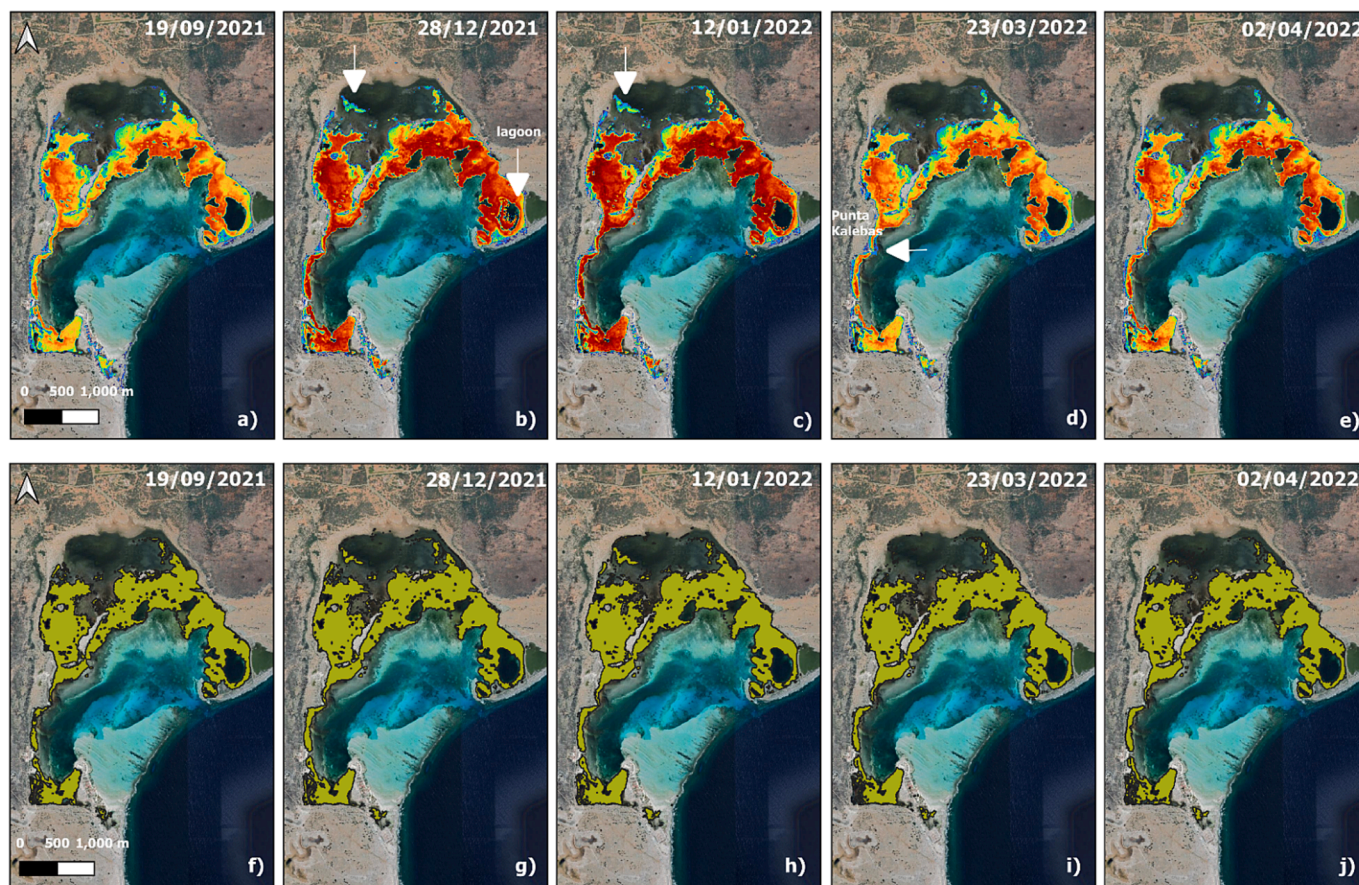 19/09/2021
28/12/2021
12/01/2022
23/03/2022
02/04/2022
lagoon
Punta
Kalebas
0 500 1,000 m
a)
b)
c)
d)
e)
19/09/2021
28/12/2021
12/01/2022
23/03/2022
02/04/2022
0 500 1,000 m
f)
g)
h)
i)
j)